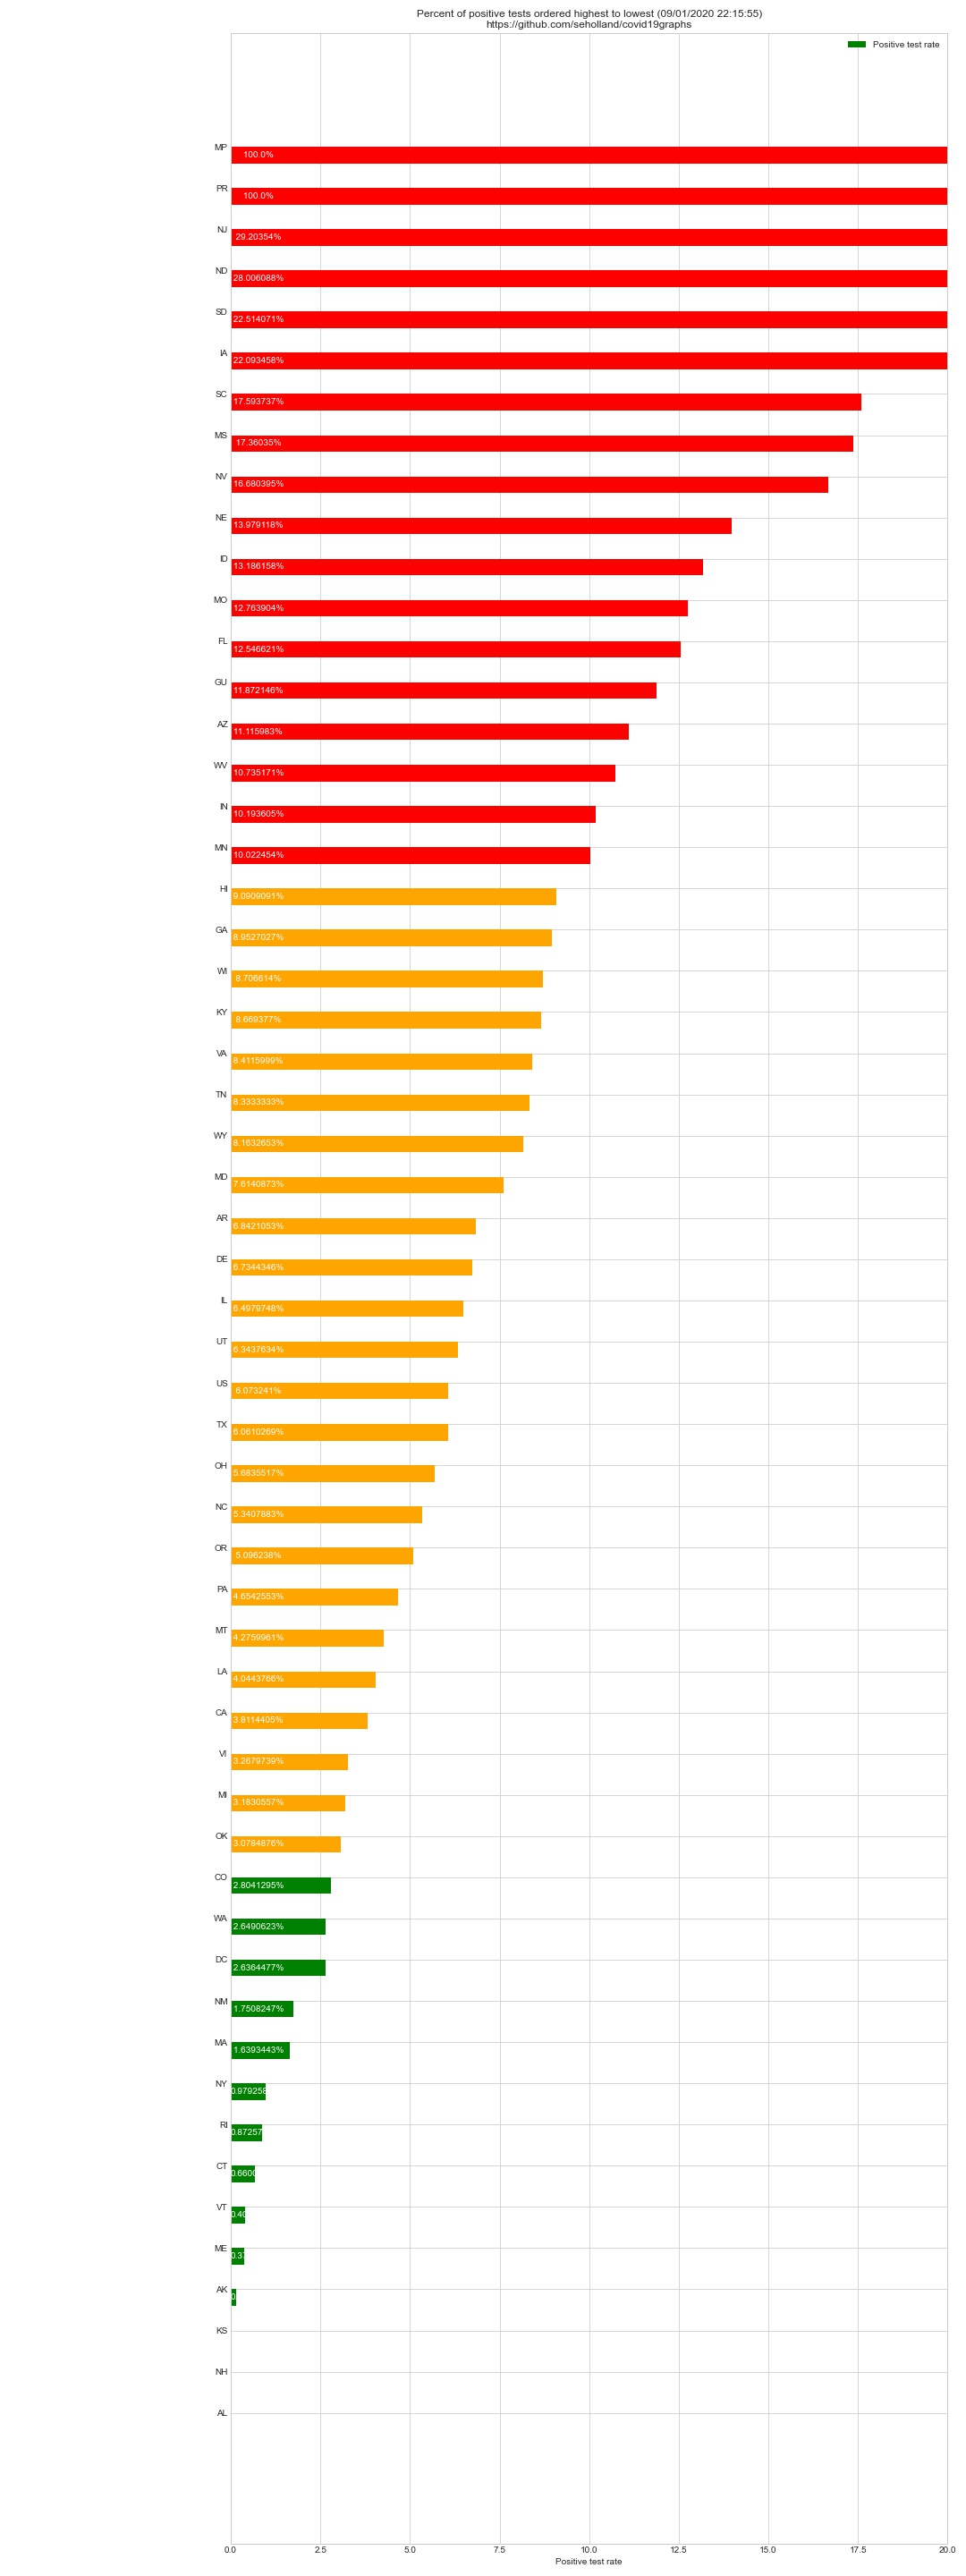 Percent of positive tests ordered highest to lowest (09/01/2020 22:15:55)
https://github.com/seholland/covid19graphs
Positive test rate
MP 100.0%
PR 100.0%
NJ 29.20354%
ND 28.006088%
SD 22.514071%
IA 22.093458%
SC 17.593737%
MS 17.36035%
NV 16.680395%
NE 13.979118%
ID 13.186158%
MO 12.763904%
FL 12.546621%
GU 11.872146%
AZ 11.115983%
WV 10.735171%
IN 10.193605%
MN 10.022454%
HI 9.0909091%
GA 8.9527027%
WI 8.706614%
KY 8.669377%
VA 8.4115999%
TN 8.3333333%
WY 8.1632653%
MD 7.6140873%
AR 6.8421053%
DE 6.7344346%
IL 6.4979748%
UT 6.3437634%
US 6.073241%
TX 6.0610269%
OH 5.6835517%
NC 5.3407883%
OR 5.096238%
PA 4.6542553%
MT 4.2759961%
LA 4.0443766%
CA 3.8114405%
VI 3.2679739%
MI 3.1830557%
OK 3.0784876%
CO 2.8041295%
WA 2.6490623%
DC 2.6364477%
NM 1.7508247%
MA 1.6393443%
NY 0.979258
RI 0.87257
CT 0.660
VT 0.40
ME 0.37
AK
KS
NH
AL
0.0 2.5 5.0 7.5 10.0 12.5 15.0 17.5 20.0
Positive test rate